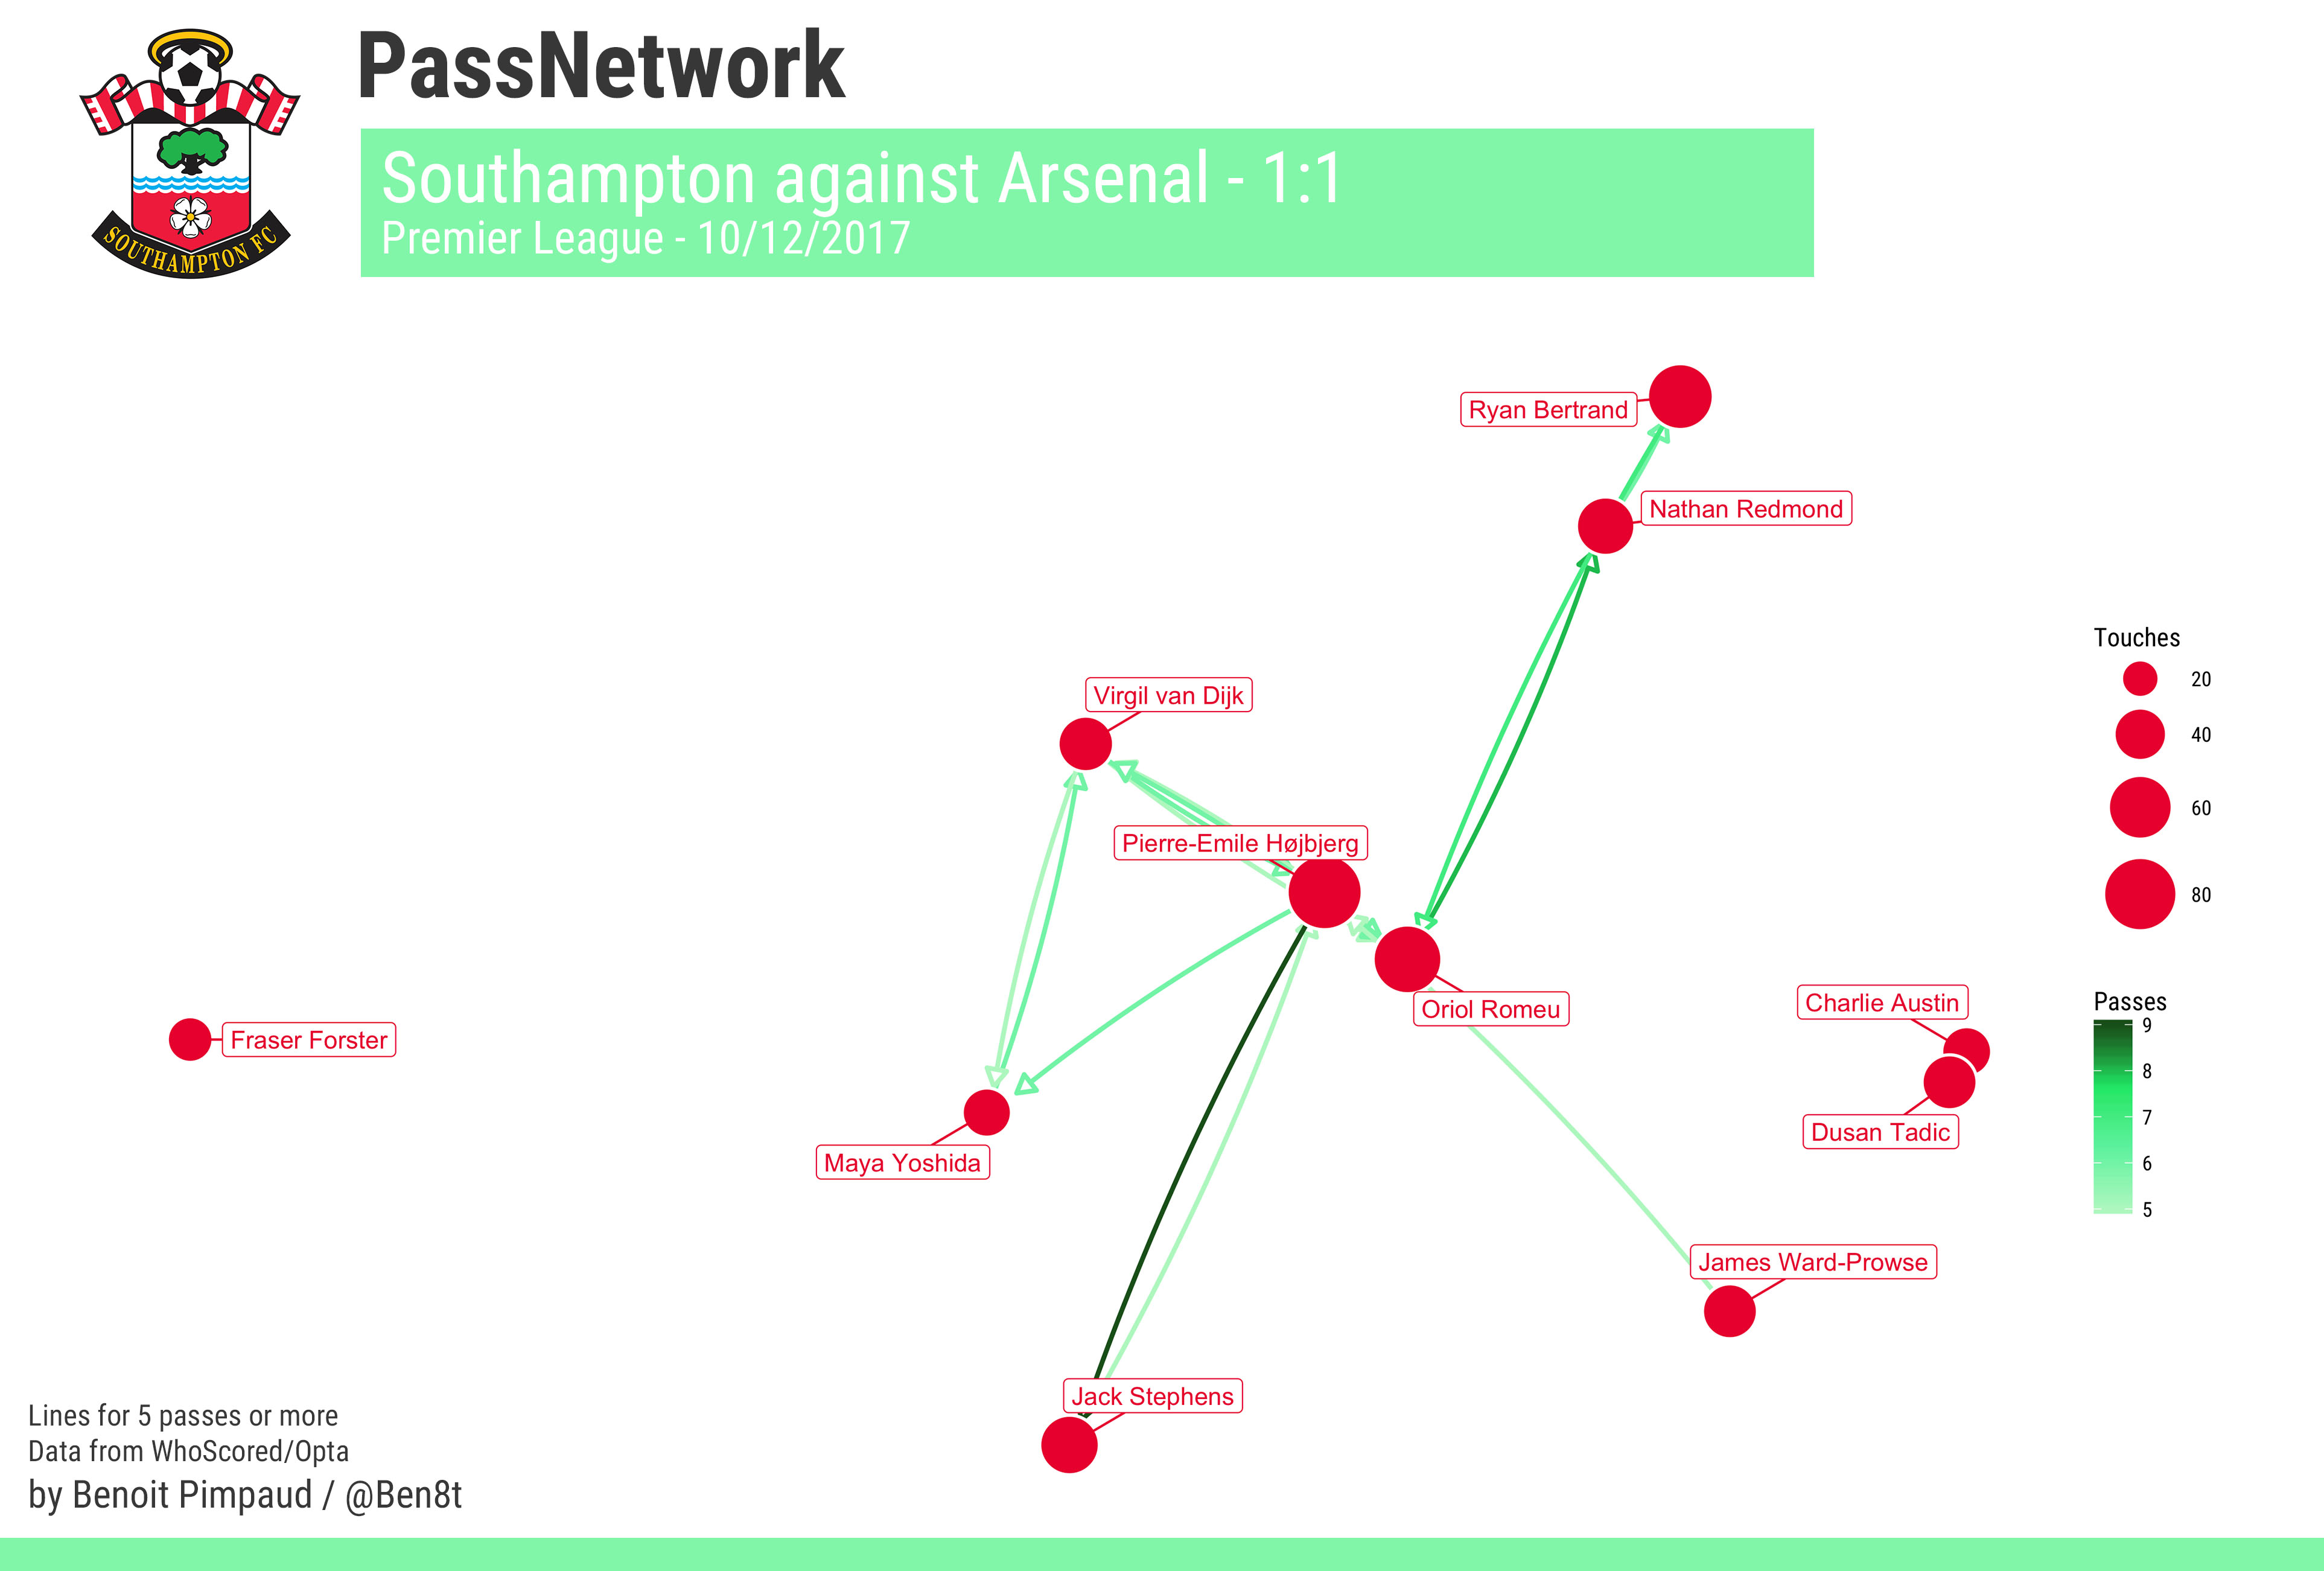 PassNetwork
SOUTHAMPTON FC
Southampton against Arsenal - 1:1
Premier League - 10/12/2017
Ryan Bertrand
Nathan Redmond
Touches
20
40
60
80
Virgil van Dijk
Pierre-Emile Højbjerg
Oriol Romeu
Charlie Austin
Fraser Forster
Dusan Tadic
Maya Yoshida
Passes
9
8
7
6
5
James Ward-Prowse
Jack Stephens
Lines for 5 passes or more
Data from WhoScored/Opta
by Benoit Pimpaud / @Ben8t